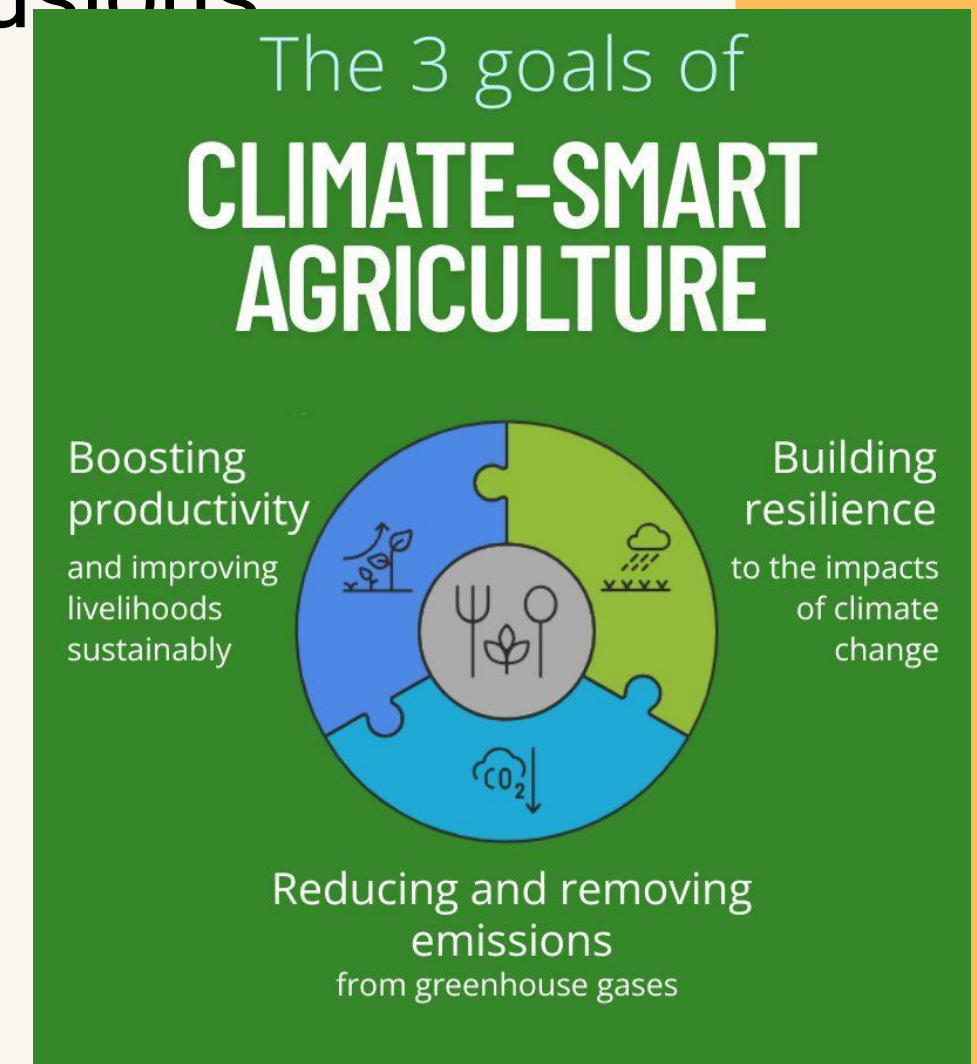 The 3 goals of
CLIMATE-SMART
AGRICULTURE
Boosting
productivity
and improving
livelihoods
sustainably
Building
resilience
to the impacts
of climate
change
CO2
Reducing and removing
emissions
from greenhouse gases